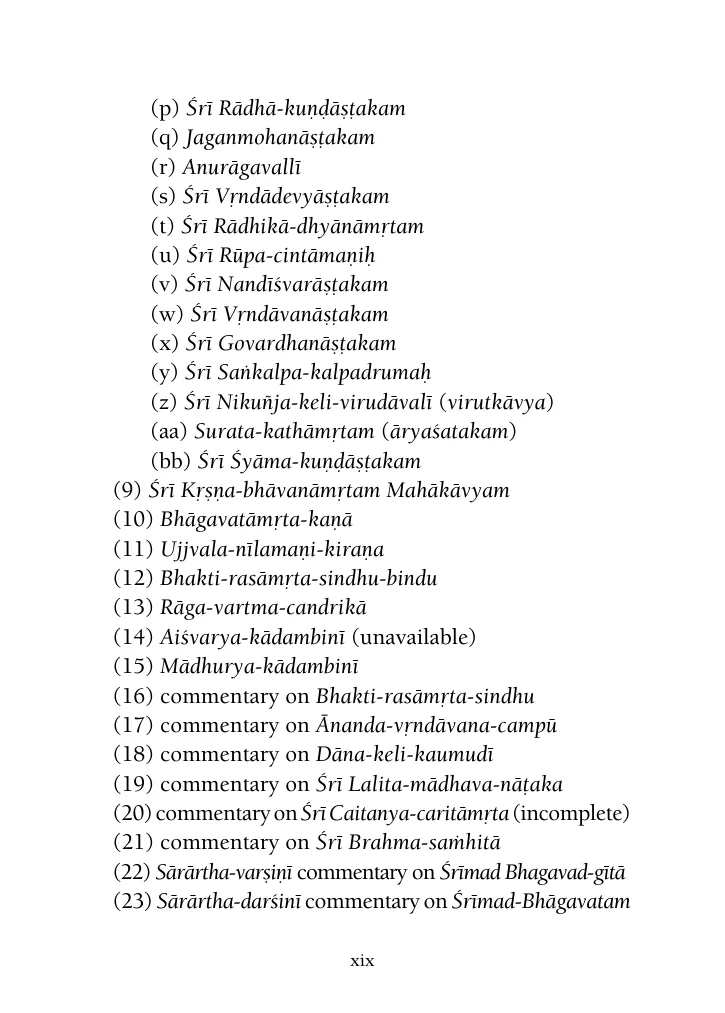 (p) Śrī Rādhā-kuṇḍāṣṭakam
(q) Jaganmohanāṣṭakam
(r) Anurāgavallī
(s) Śrī Vṛndādevyāṣṭakam
(t) Śrī Rādhikā-dhyānāmṛtam
(u) Śrī Rūpa-cintāmaṇiḥ
(v) Śrī Nandīśvarāṣṭakam
(w) Śrī Vṛndāvanāṣṭakam
(x) Śrī Govardhanāṣṭakam
(y) Śrī Saṅkalpa-kalpadrumaḥ
(z) Śrī Nikuñja-keli-virudāvalī (virutkāvya)
(aa) Surata-kathāmṛtam (āryaśatakam)
(bb) Śrī Śyāma-kuṇḍāṣṭakam
(9) Śrī Kṛṣṇa-bhāvanāmṛtam Mahākāvyam
(10) Bhāgavatāmṛta-kaṇā
(11) Ujjvala-nīlamaṇi-kiraṇa
(12) Bhakti-rasāmṛta-sindhu-bindu
(13) Rāga-vartma-candrikā
(14) Aiśvarya-kādambinī (unavailable)
(15) Mādhurya-kādambinī
(16) commentary on Bhakti-rasāmṛta-sindhu
(17) commentary on Ānanda-vṛndāvana-campū
(18) commentary on Dāna-keli-kaumudī
(19) commentary on Śrī Lalita-mādhava-nāṭaka
(20) commentary on Śrī Caitanya-caritāmṛta (incomplete)
(21) commentary on Śrī Brahma-saṁhitā
(22) Sārārtha-varṣiṇī commentary on Śrīmad Bhagavad-gītā
(23) Sārārtha-darśinī commentary on Śrīmad-Bhāgavatam
xix